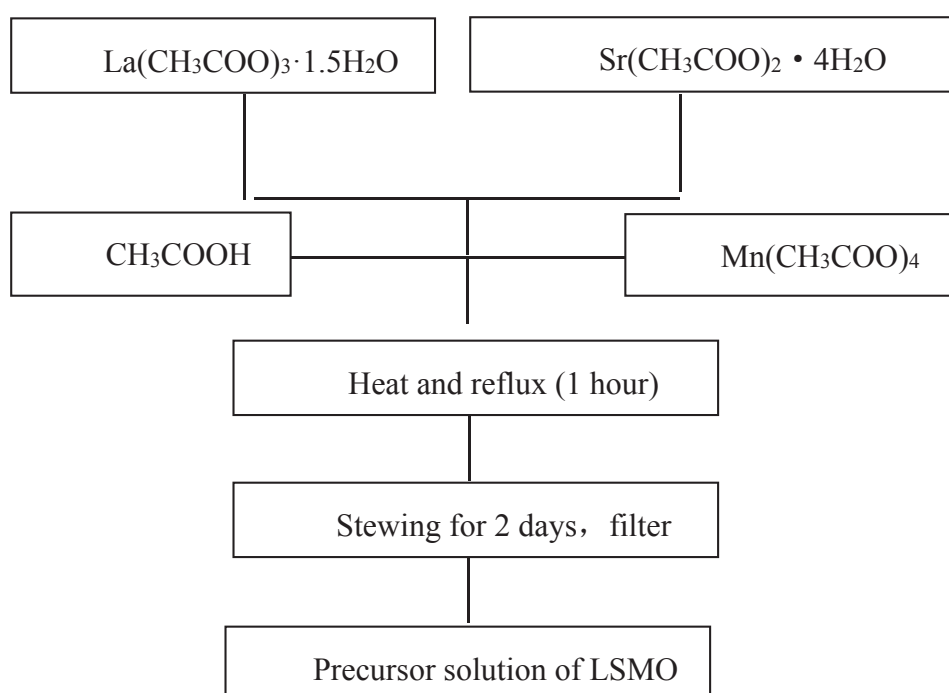 La(CH₃COO)₃·1.5H₂O
Sr(CH₃COO)₂・4H₂O
CH₃COOH
Mn(CH₃COO)₄
Heat and reflux (1 hour)
Stewing for 2 days，filter
Precursor solution of LSMO